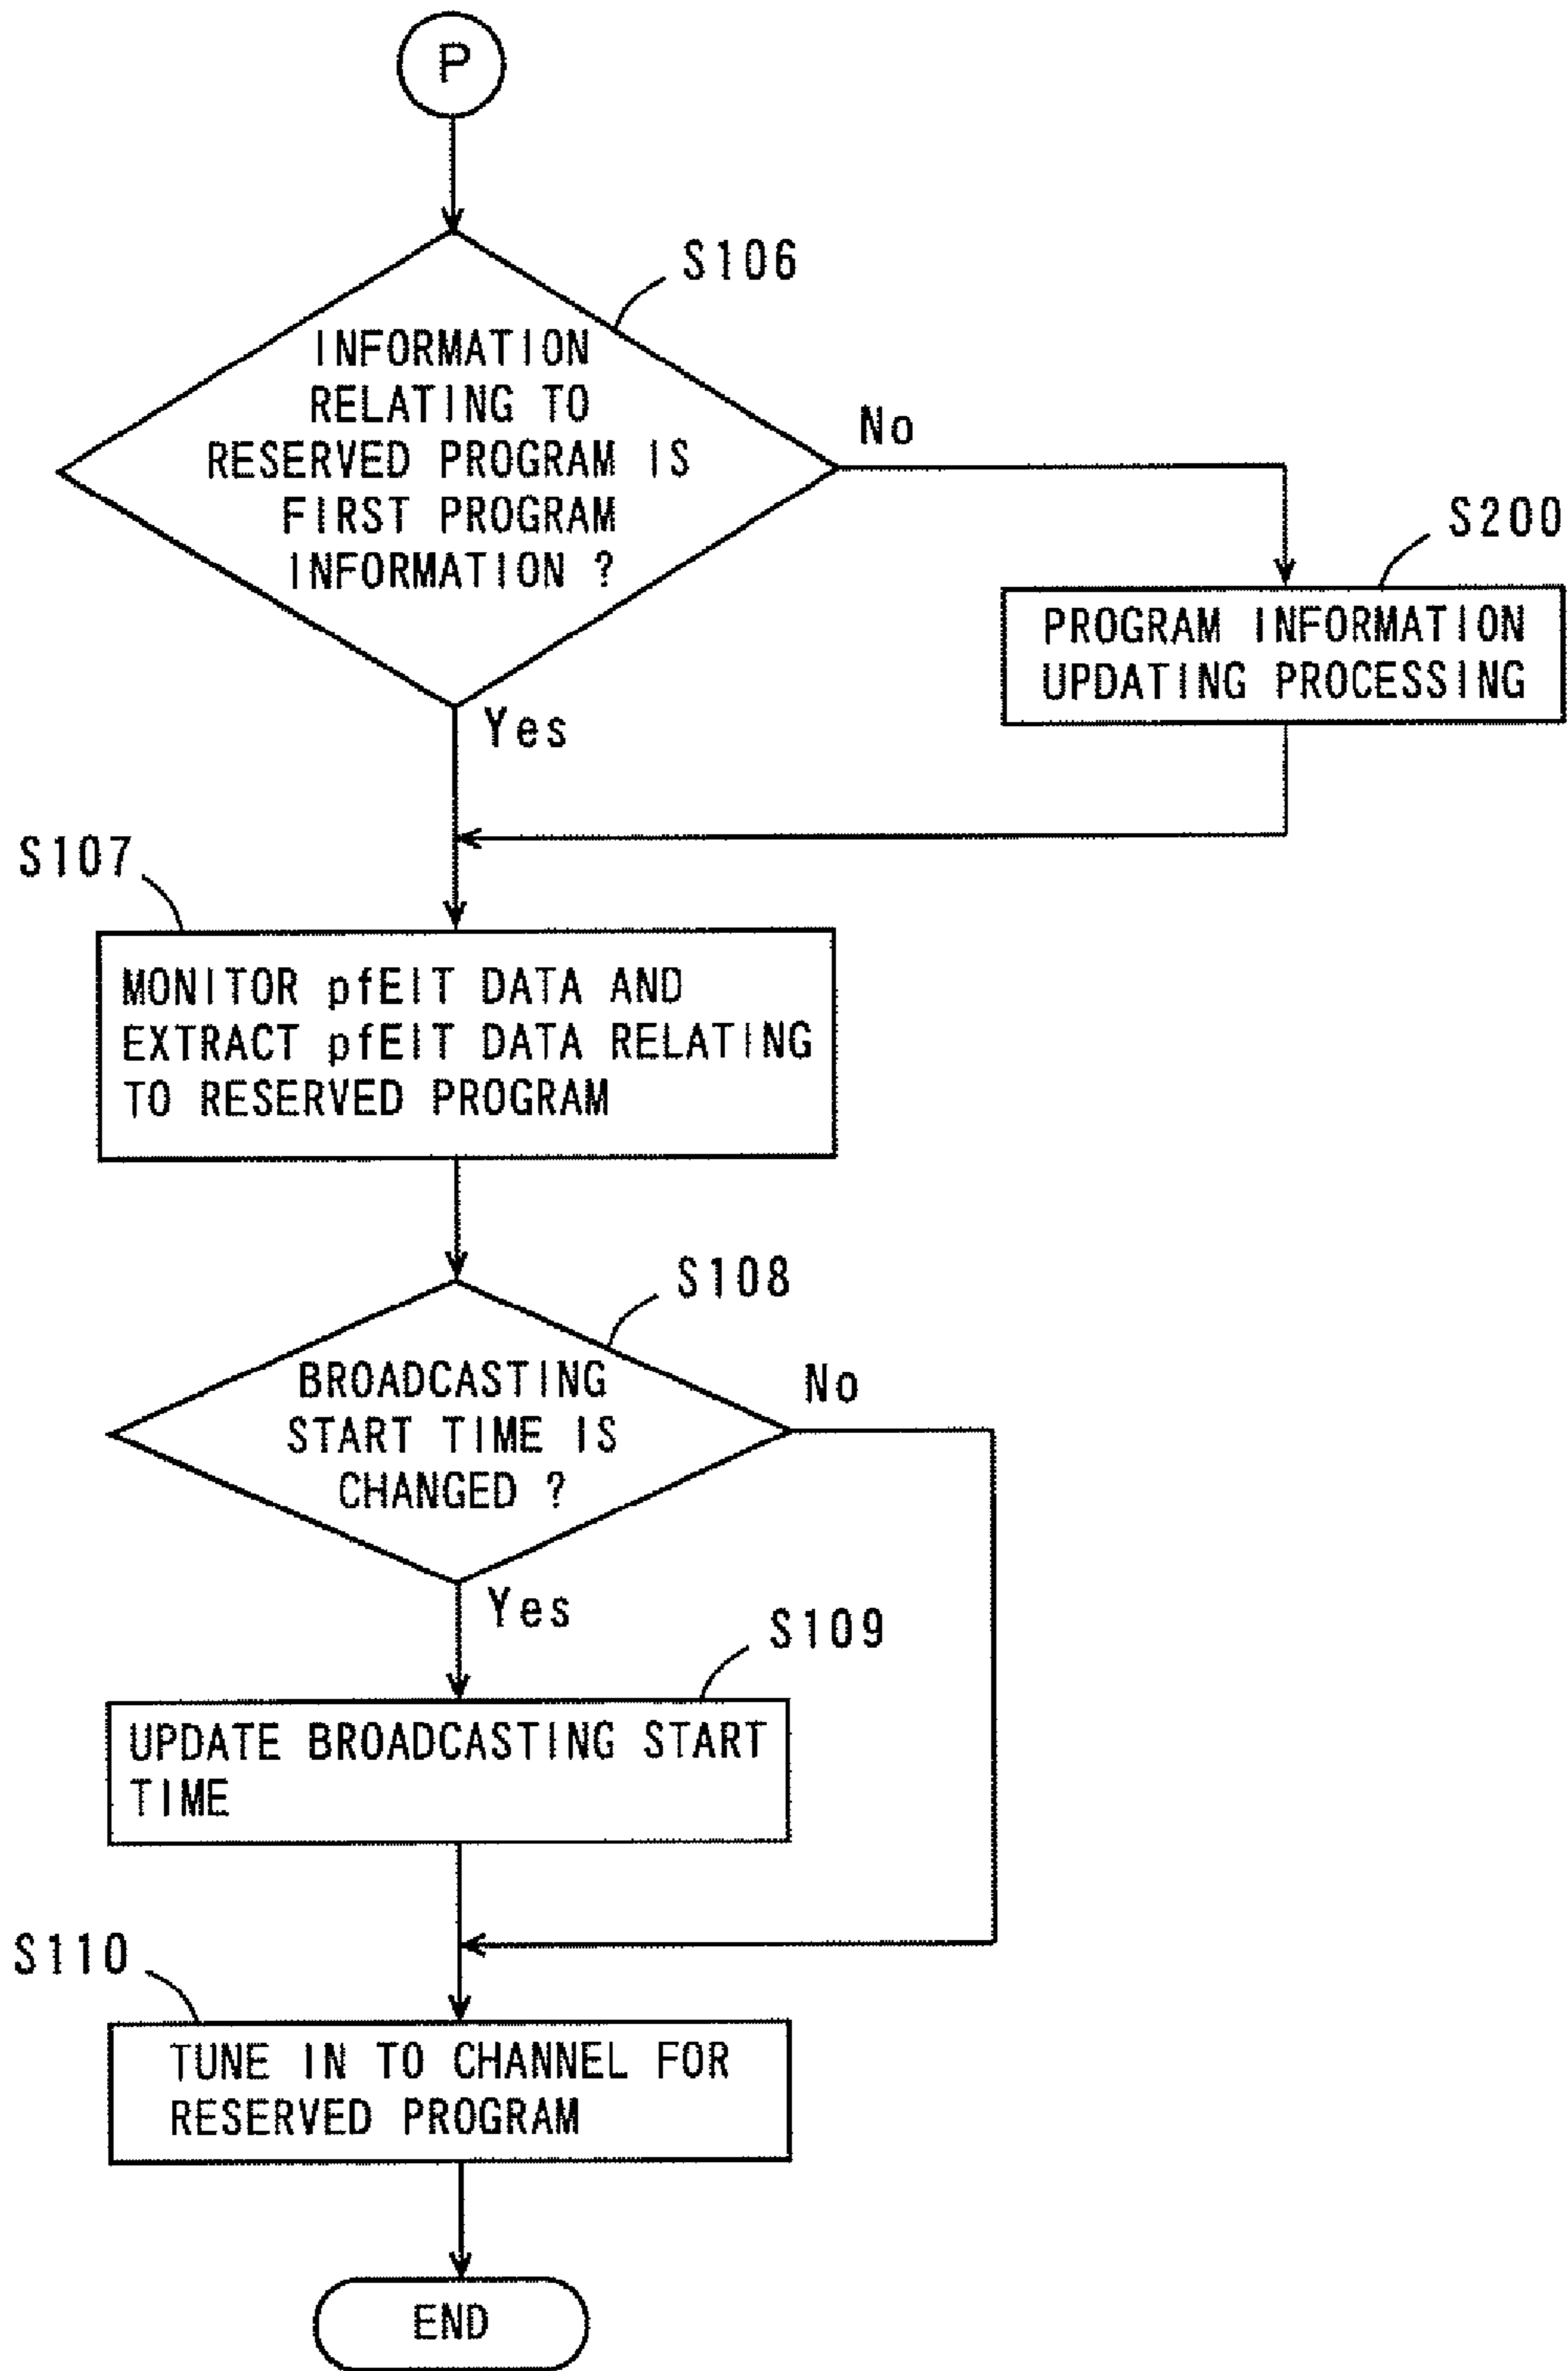 P
S106
INFORMATION
RELATING TO
RESERVED PROGRAM IS
FIRST PROGRAM
INFORMATION ?
No
S200
PROGRAM INFORMATION
UPDATING PROCESSING
Yes
S107
MONITOR pfEIT DATA AND
EXTRACT pfEIT DATA RELATING
TO RESERVED PROGRAM
S108
BROADCASTING
START TIME IS
CHANGED ?
No
Yes
S109
UPDATE BROADCASTING START
TIME
S110
TUNE IN TO CHANNEL FOR
RESERVED PROGRAM
END